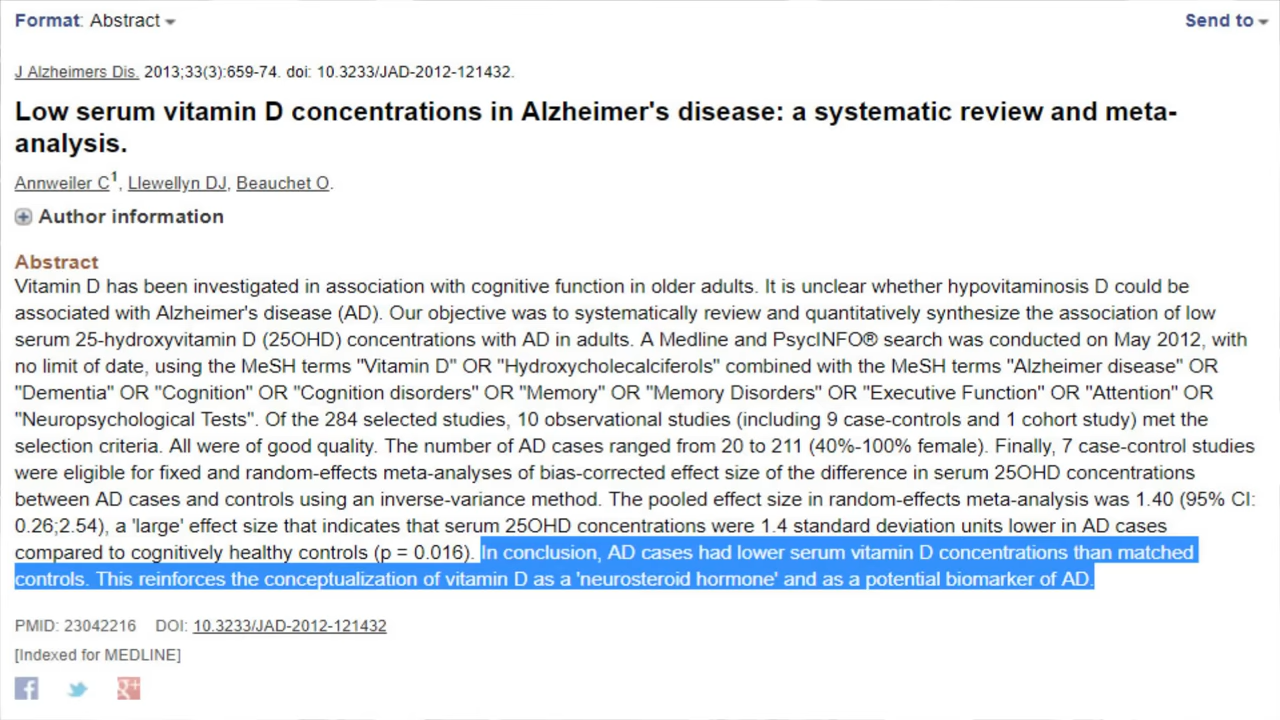 Format: Abstract Send to
J Alzheimers Dis. 2013;33(3):659-74. doi: 10.3233/JAD-2012-121432.
Low serum vitamin D concentrations in Alzheimer's disease: a systematic review and meta-
analysis.
Annweiler C1, Llewellyn DJ, Beauchet O.
Author information
Abstract
Vitamin D has been investigated in association with cognitive function in older adults. It is unclear whether hypovitaminosis D could be
associated with Alzheimer's disease (AD). Our objective was to systematically review and quantitatively synthesize the association of low
serum 25-hydroxyvitamin D (25OHD) concentrations with AD in adults. A Medline and PsycINFO® search was conducted on May 2012, with
no limit of date, using the MeSH terms "Vitamin D" OR "Hydroxycholecalciferols" combined with the MeSH terms "Alzheimer disease" OR
"Dementia" OR "Cognition" OR "Cognition disorders" OR "Memory" OR "Memory Disorders" OR "Executive Function" OR "Attention" OR
"Neuropsychological Tests". Of the 284 selected studies, 10 observational studies (including 9 case-controls and 1 cohort study) met the
selection criteria. All were of good quality. The number of AD cases ranged from 20 to 211 (40%-100% female). Finally, 7 case-control studies
were eligible for fixed and random-effects meta-analyses of bias-corrected effect size of the difference in serum 25OHD concentrations
between AD cases and controls using an inverse-variance method. The pooled effect size in random-effects meta-analysis was 1.40 (95% CI:
0.26;2.54), a 'large' effect size that indicates that serum 25OHD concentrations were 1.4 standard deviation units lower in AD cases
compared to cognitively healthy controls (p = 0.016). In conclusion, AD cases had lower serum vitamin D concentrations than matched
controls. This reinforces the conceptualization of vitamin D as a 'neurosteroid hormone' and as a potential biomarker of AD.
PMID: 23042216 DOI: 10.3233/JAD-2012-121432
[Indexed for MEDLINE]